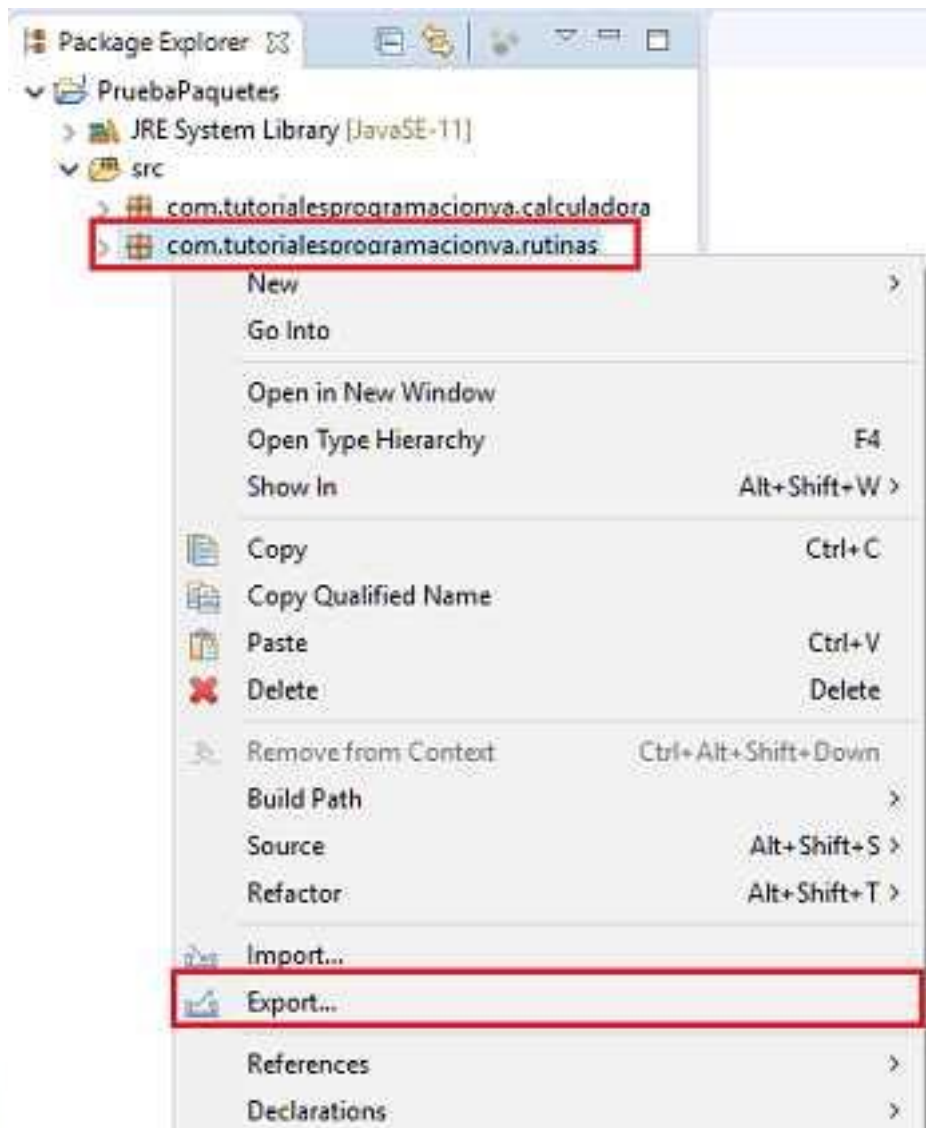 Package Explorer
PruebaPaquetes
JRE System Library [JavaSE-11]
src
com.tutorialesprogramacionya.calculadora
com.tutorialesprogramacionya.rutinas
New
Go Into
Open in New Window
Open Type Hierarchy F4
Show In Alt+Shift+W >
Copy Ctrl+C
Copy Qualified Name
Paste Ctrl+V
Delete Delete
Remove from Context Ctrl+Alt+Shift+Down
Build Path >
Source Alt+Shift+S >
Refactor Alt+Shift+T >
Import...
Export...
References >
Declarations >